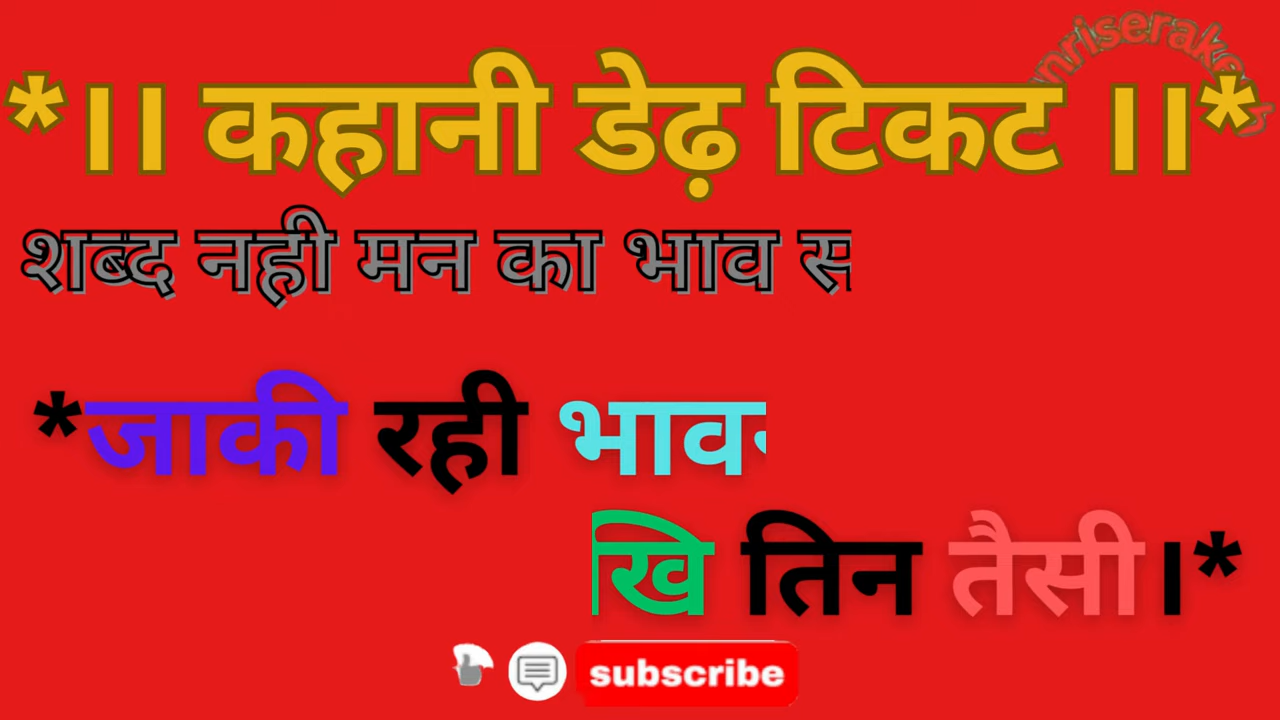 *।। कहानी डेढ़ टिकट ।।*
शब्द नही मन का भाव
*जाकी रही
तिन तैसी।*
subscribe